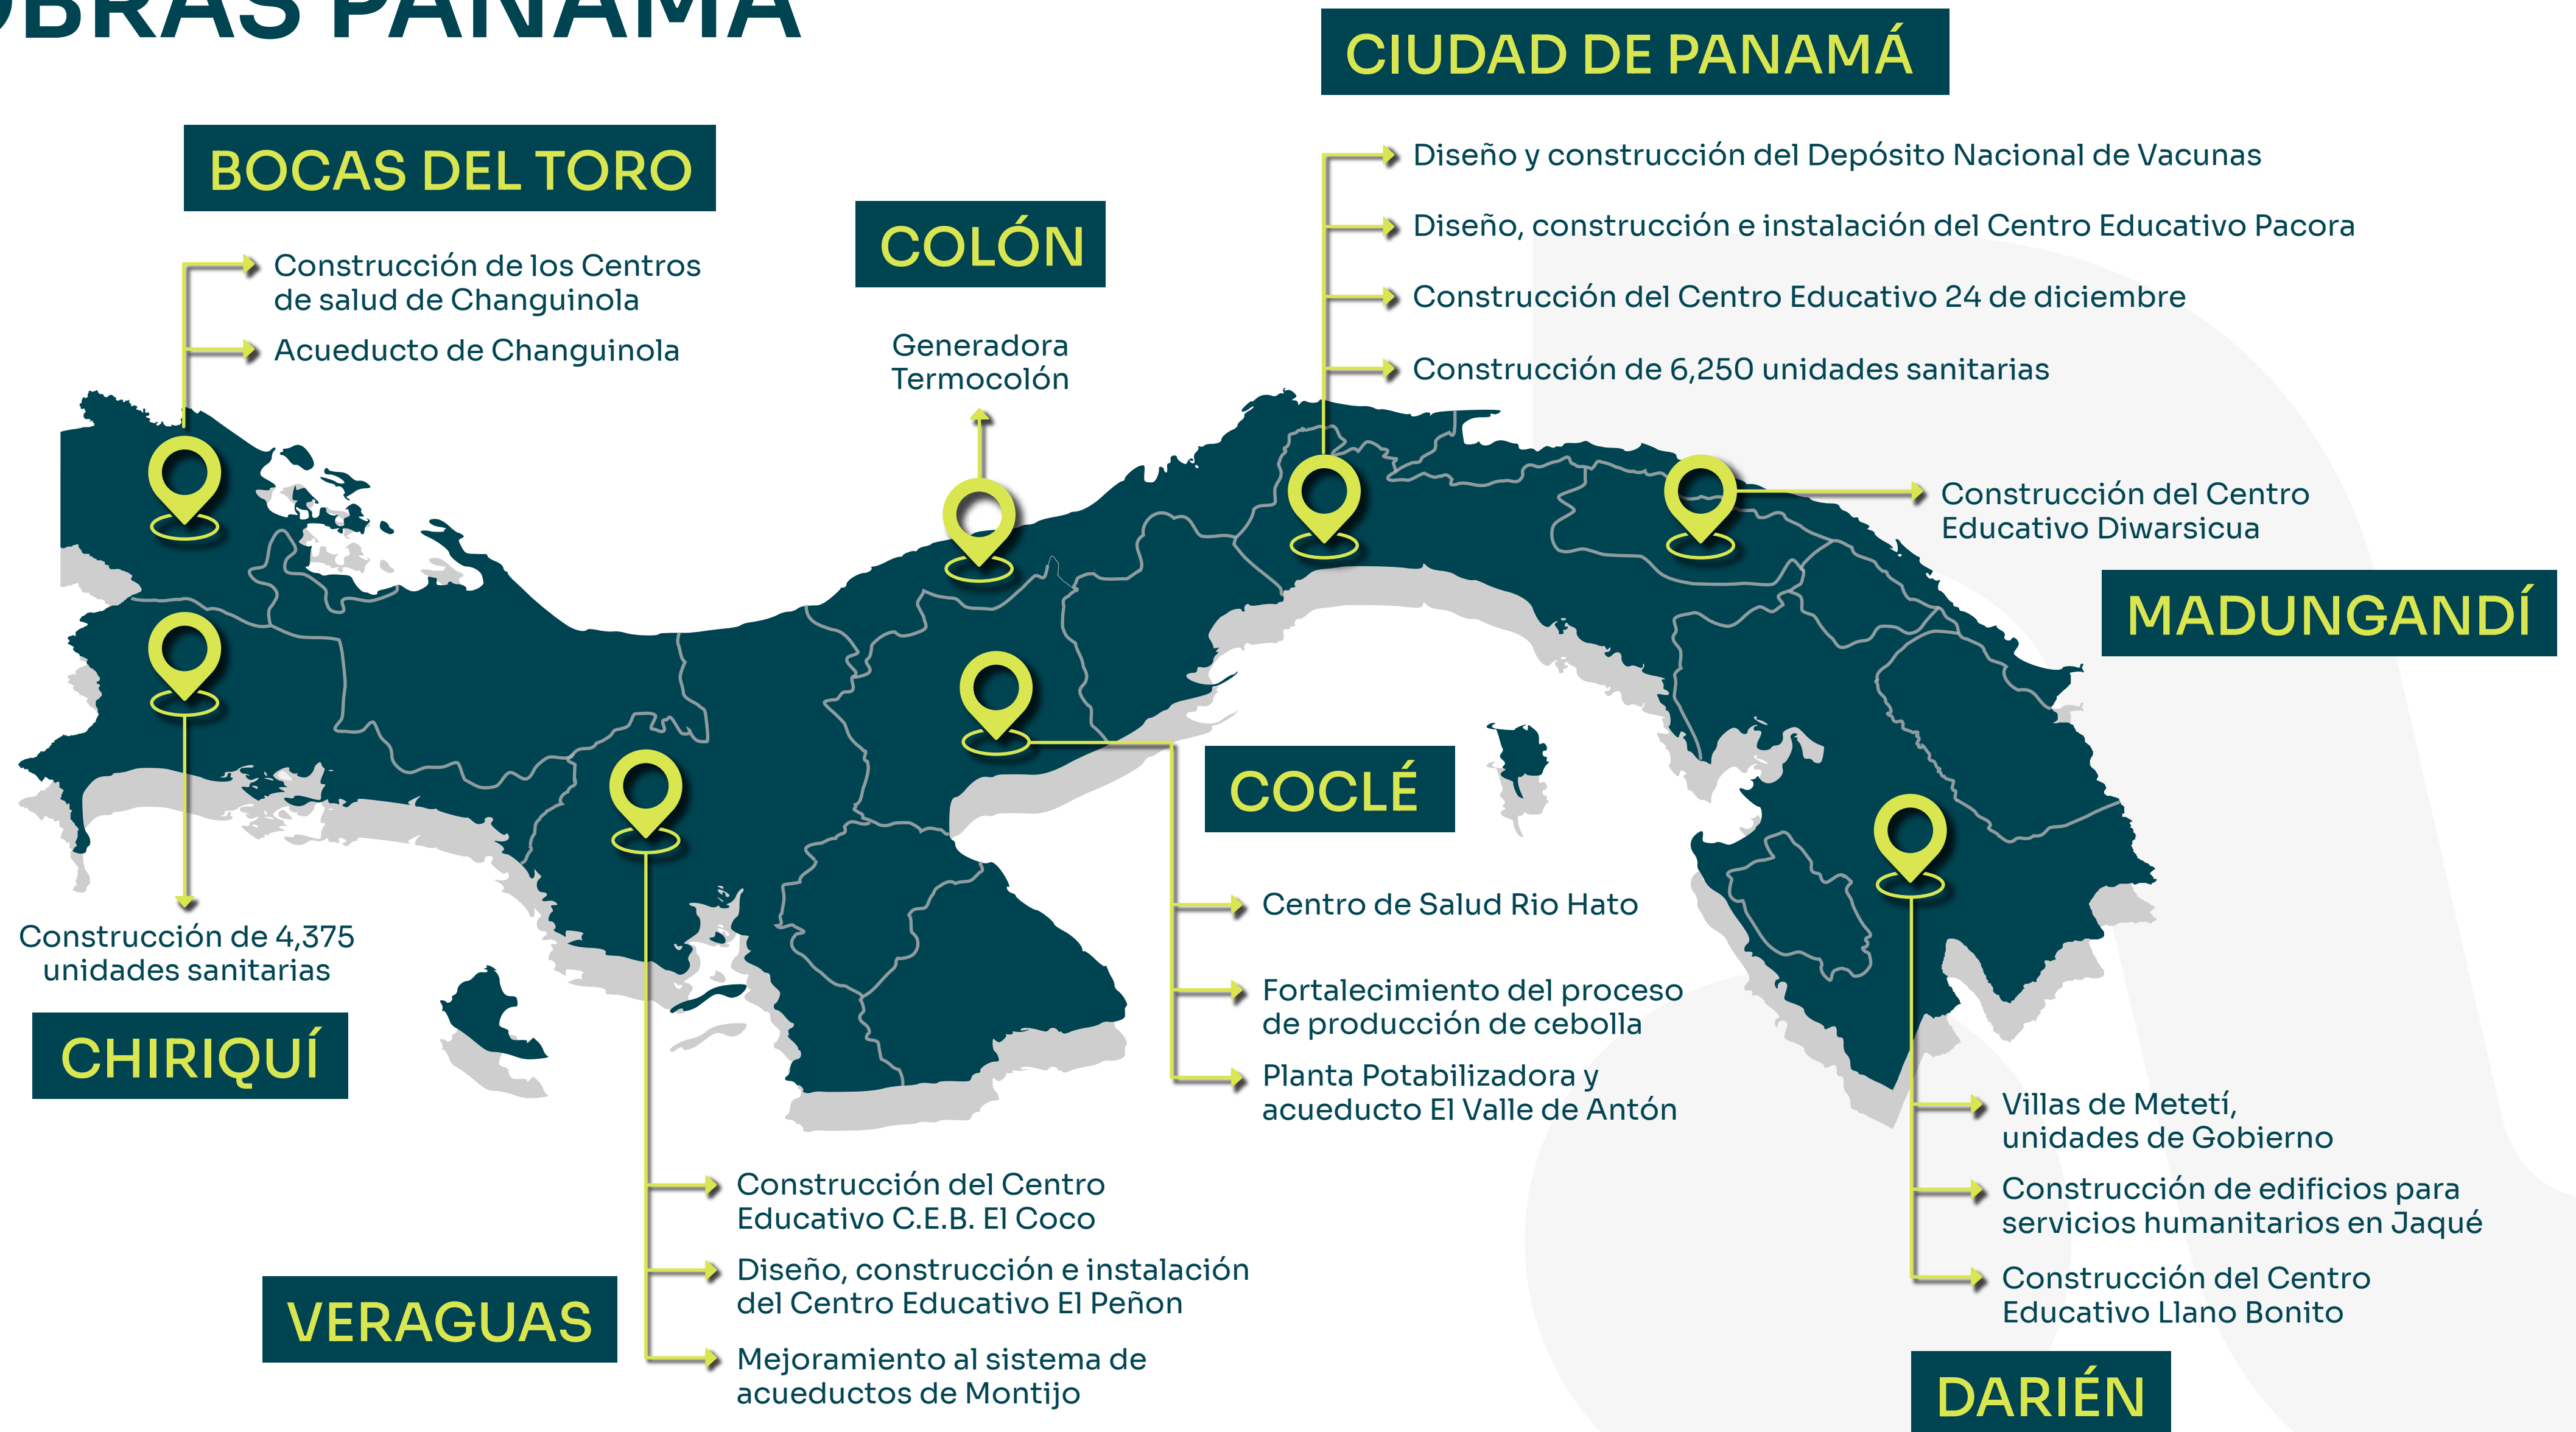 OBRAS PANAMÁ
CIUDAD DE PANAMÁ
Diseño y construcción del Depósito Nacional de Vacunas
Diseño, construcción e instalación del Centro Educativo Pacora
Construcción del Centro Educativo 24 de diciembre
Construcción de 6,250 unidades sanitarias
BOCAS DEL TORO
Construcción de los Centros
de salud de Changuinola
Acueducto de Changuinola
COLÓN
Generadora
Termocolón
Construcción del Centro
Educativo Diwarsicua
MADUNGANDÍ
COCLÉ
Centro de Salud Rio Hato
Fortalecimiento del proceso
de producción de cebolla
Planta Potabilizadora y
acueducto El Valle de Antón
Construcción de 4,375
unidades sanitarias
CHIRIQUÍ
Construcción del Centro
Educativo C.E.B. El Coco
Diseño, construcción e instalación
del Centro Educativo El Peñon
Mejoramiento al sistema de
acueductos de Montijo
VERAGUAS
Villas de Metetí,
unidades de Gobierno
Construcción de edificios para
servicios humanitarios en Jaqué
Construcción del Centro
Educativo Llano Bonito
DARIÉN